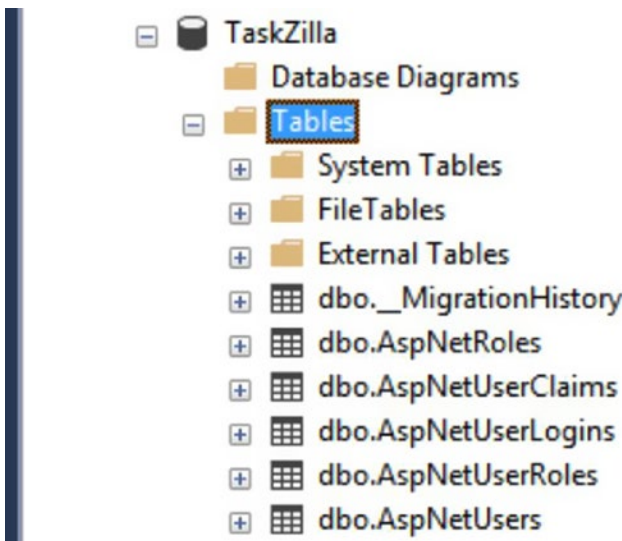 TaskZilla
Database Diagrams
Tables
System Tables
FileTables
External Tables
dbo.__MigrationHistory
dbo.AspNetRoles
dbo.AspNetUserClaims
dbo.AspNetUserLogins
dbo.AspNetUserRoles
dbo.AspNetUsers